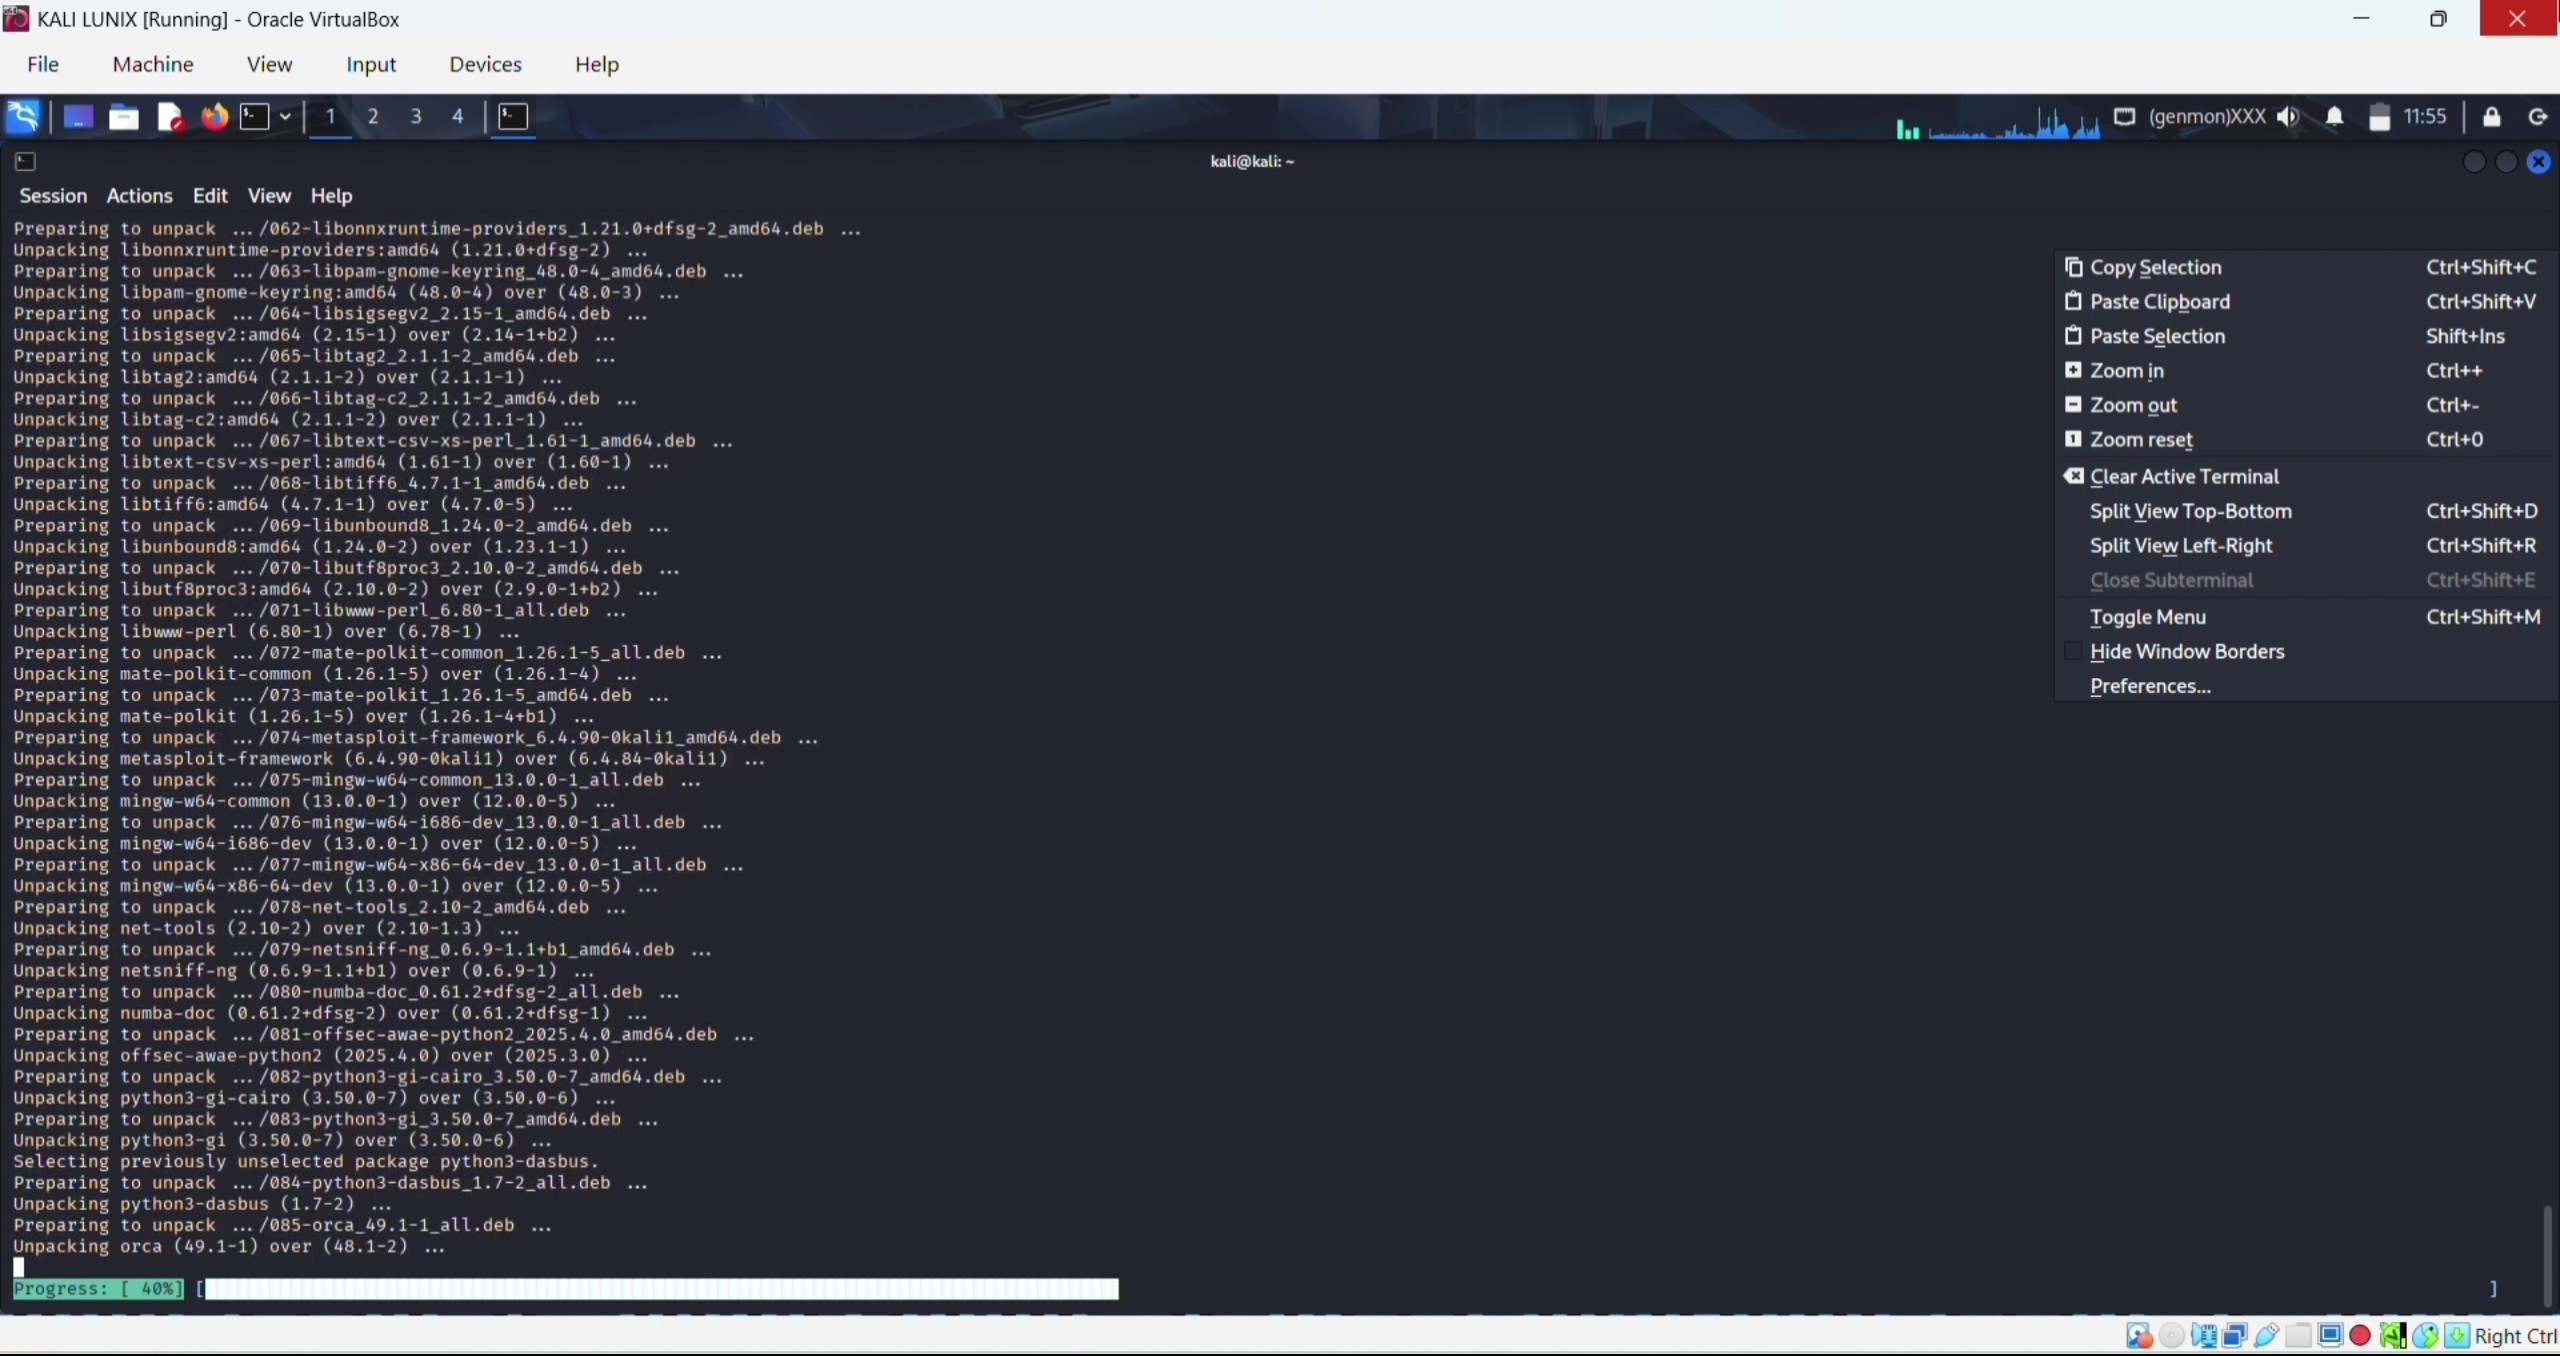 KALI LUNIX [Running] - Oracle VirtualBox
File Machine View Input Devices Help
1 2 3 4 (genmon)XXX 11:55
kali@kali: ~
Session Actions Edit View Help
Preparing to unpack .../062-libonnxruntime-providers_1.21.0+dfsg-2_amd64.deb ...
Unpacking libonnxruntime-providers:amd64 (1.21.0+dfsg-2) ...
Preparing to unpack .../063-libpam-gnome-keyring_48.0-4_amd64.deb ...
Unpacking libpam-gnome-keyring:amd64 (48.0-4) over (48.0-3) ...
Preparing to unpack .../064-libsigsegv2_2.15-1_amd64.deb ...
Unpacking libsigsegv2:amd64 (2.15-1) over (2.14-1+b2) ...
Preparing to unpack .../065-libtag2_2.1.1-2_amd64.deb ...
Unpacking libtag2:amd64 (2.1.1-2) over (2.1.1-1) ...
Preparing to unpack .../066-libtag-c2_2.1.1-2_amd64.deb ...
Unpacking libtag-c2:amd64 (2.1.1-2) over (2.1.1-1) ...
Preparing to unpack .../067-libtext-csv-xs-perl_1.61-1_amd64.deb ...
Unpacking libtext-csv-xs-perl:amd64 (1.61-1) over (1.60-1) ...
Preparing to unpack .../068-libtiff6_4.7.1-1_amd64.deb ...
Unpacking libtiff6:amd64 (4.7.1-1) over (4.7.0-5) ...
Preparing to unpack .../069-libunbound8_1.24.0-2_amd64.deb ...
Unpacking libunbound8:amd64 (1.24.0-2) over (1.23.1-1) ...
Preparing to unpack .../070-libutf8proc3_2.10.0-2_amd64.deb ...
Unpacking libutf8proc3:amd64 (2.10.0-2) over (2.9.0-1+b2) ...
Preparing to unpack .../071-libwww-perl_6.80-1_all.deb ...
Unpacking libwww-perl (6.80-1) over (6.78-1) ...
Preparing to unpack .../072-mate-polkit-common_1.26.1-5_all.deb ...
Unpacking mate-polkit-common (1.26.1-5) over (1.26.1-4) ...
Preparing to unpack .../073-mate-polkit_1.26.1-5_amd64.deb ...
Unpacking mate-polkit (1.26.1-5) over (1.26.1-4+b1) ...
Preparing to unpack .../074-metasploit-framework_6.4.90-0kali1_amd64.deb ...
Unpacking metasploit-framework (6.4.90-0kali1) over (6.4.84-0kali1) ...
Preparing to unpack .../075-mingw-w64-common_13.0.0-1_all.deb ...
Unpacking mingw-w64-common (13.0.0-1) over (12.0.0-5) ...
Preparing to unpack .../076-mingw-w64-i686-dev_13.0.0-1_all.deb ...
Unpacking mingw-w64-i686-dev (13.0.0-1) over (12.0.0-5) ...
Preparing to unpack .../077-mingw-w64-x86-64-dev_13.0.0-1_all.deb ...
Unpacking mingw-w64-x86-64-dev (13.0.0-1) over (12.0.0-5) ...
Preparing to unpack .../078-net-tools_2.10-2_amd64.deb ...
Unpacking net-tools (2.10-2) over (2.10-1.3) ...
Preparing to unpack .../079-netsniff-ng_0.6.9-1.1+b1_amd64.deb ...
Unpacking netsniff-ng (0.6.9-1.1+b1) over (0.6.9-1) ...
Preparing to unpack .../080-numba-doc_0.61.2+dfsg-2_all.deb ...
Unpacking numba-doc (0.61.2+dfsg-2) over (0.61.2+dfsg-1) ...
Preparing to unpack .../081-offsec-awae-python2_2025.4.0_amd64.deb ...
Unpacking offsec-awae-python2 (2025.4.0) over (2025.3.0) ...
Preparing to unpack .../082-python3-gi-cairo_3.50.0-7_amd64.deb ...
Unpacking python3-gi-cairo (3.50.0-7) over (3.50.0-6) ...
Preparing to unpack .../083-python3-gi_3.50.0-7_amd64.deb ...
Unpacking python3-gi (3.50.0-7) over (3.50.0-6) ...
Selecting previously unselected package python3-dasbus.
Preparing to unpack .../084-python3-dasbus_1.7-2_all.deb ...
Unpacking python3-dasbus (1.7-2) ...
Preparing to unpack .../085-orca_49.1-1_all.deb ...
Unpacking orca (49.1-1) over (48.1-2) ...
Progress: [ 40%] [ ]
Copy Selection Ctrl+Shift+C
Paste Clipboard Ctrl+Shift+V
Paste Selection Shift+Ins
Zoom in Ctrl++
Zoom out Ctrl+-
Zoom reset Ctrl+0
Clear Active Terminal
Split View Top-Bottom Ctrl+Shift+D
Split View Left-Right Ctrl+Shift+R
Close Subterminal Ctrl+Shift+E
Toggle Menu Ctrl+Shift+M
Hide Window Borders
Preferences...
Right Ctrl